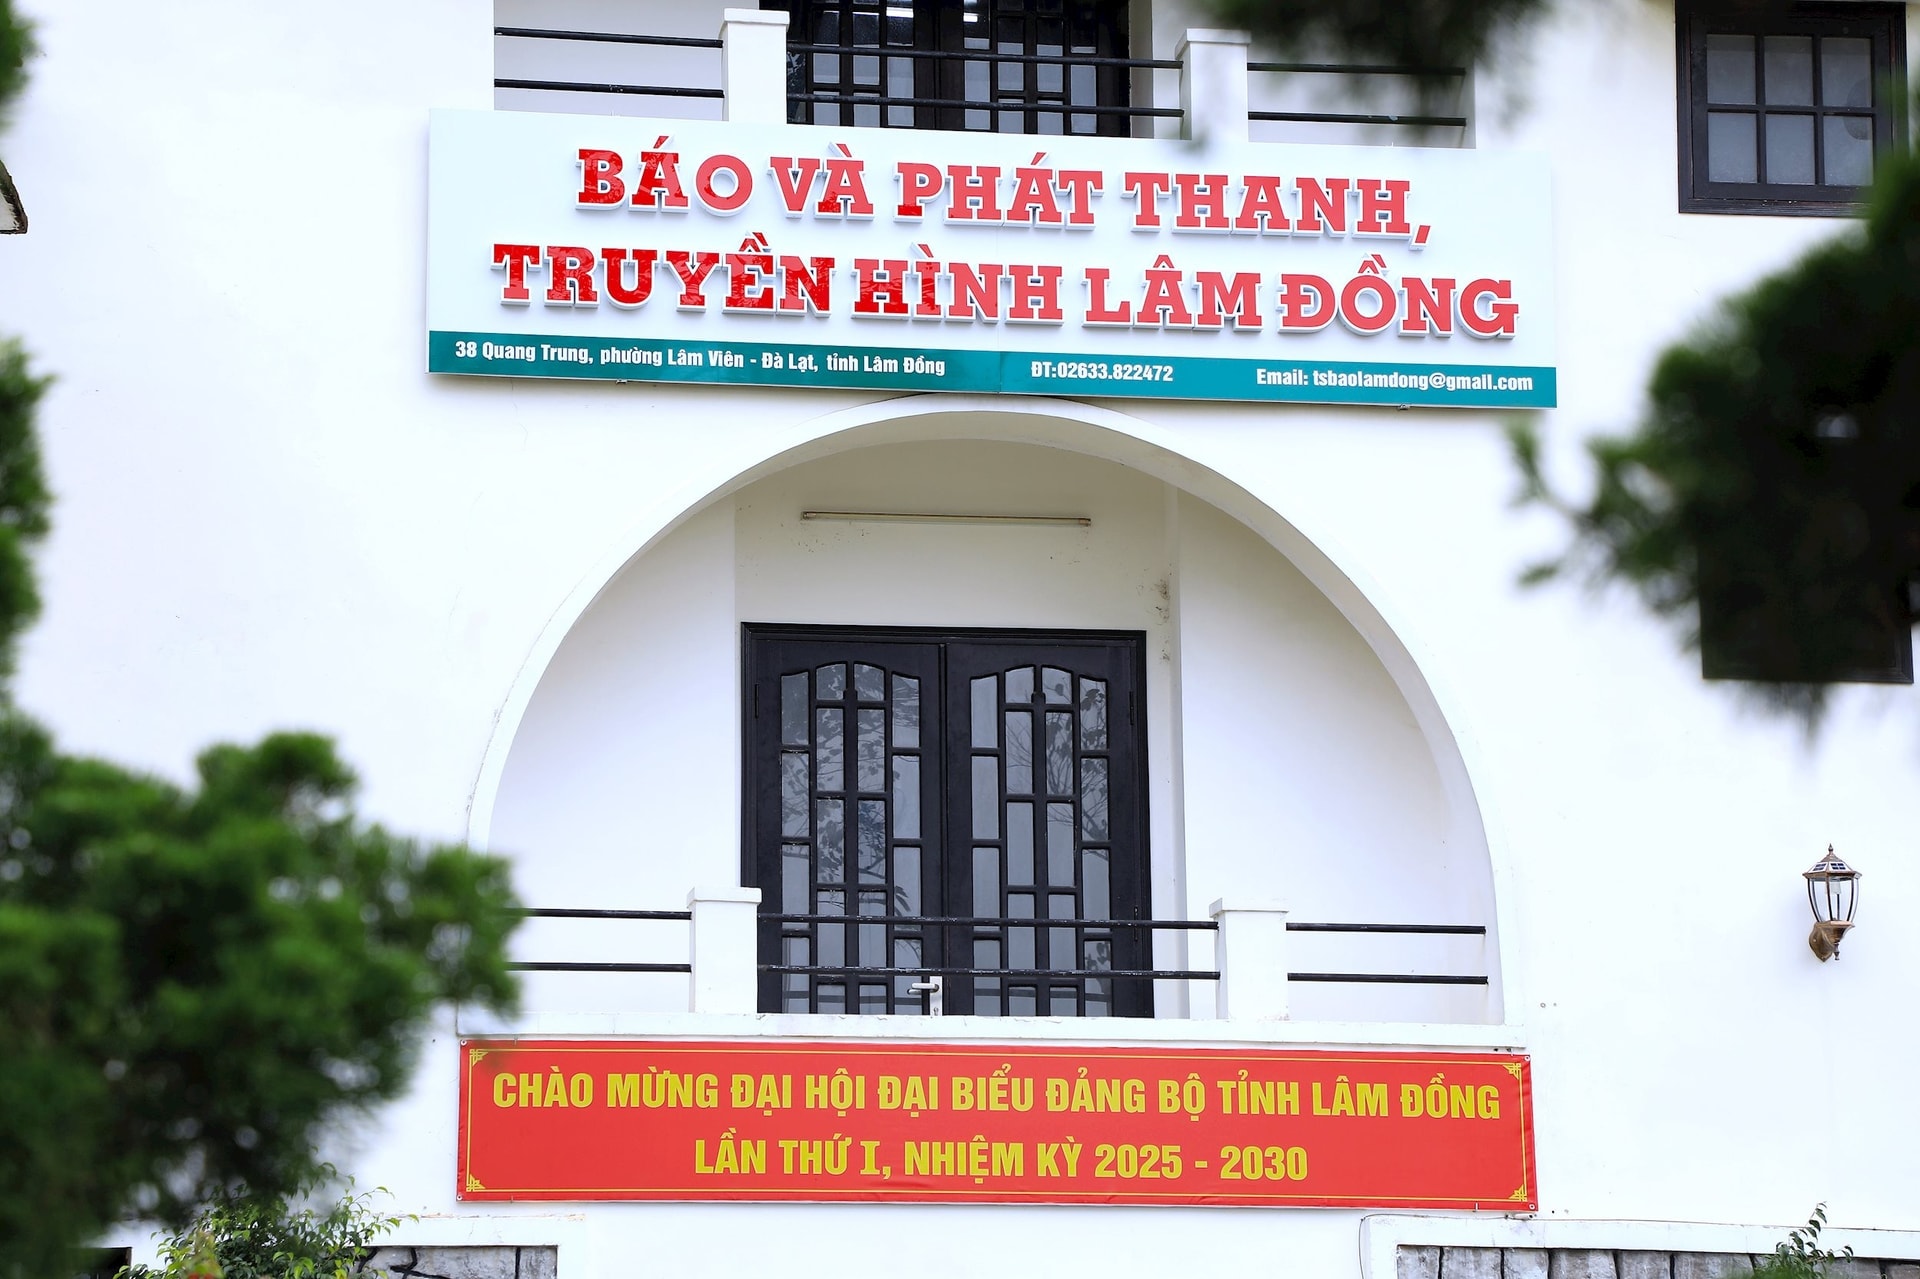 BÁO VÀ PHÁT THANH,
TRUYỀN HÌNH LÂM ĐỒNG
38 Quang Trung, phường Lâm Viên - Đà Lạt, tỉnh Lâm Đồng ĐT:02633.822472 Email: tsbaolamdong@gmail.com
CHÀO MỪNG ĐẠI HỘI ĐẠI BIỂU ĐẢNG BỘ TỈNH LÂM ĐỒNG
LẦN THỨ I, NHIỆM KỲ 2025 - 2030